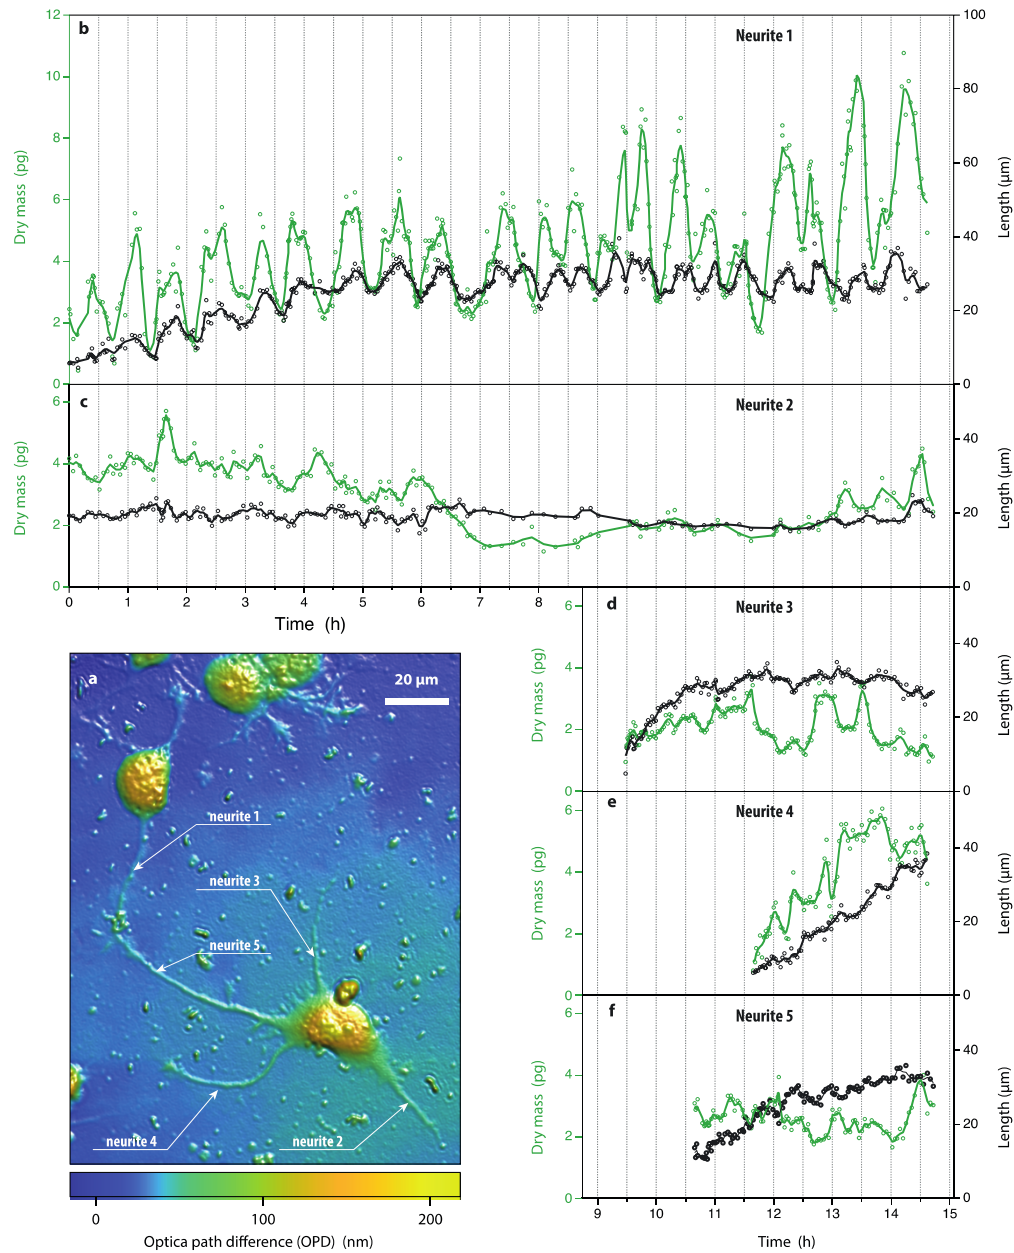 b
Neurite 1
12
10
8
6
4
2
0
Dry mass (pg)
100
80
60
40
20
0
Length (µm)
c
Neurite 2
6
4
2
0
Dry mass (pg)
40
20
0
Length (µm)
0 1 2 3 4 5 6 7 8
Time (h)
d
Neurite 3
6
4
2
0
Dry mass (pg)
40
20
0
Length (µm)
a
20 µm
neurite 1
neurite 3
neurite 5
neurite 4
neurite 2
0 100 200
Optica path difference (OPD) (nm)
e
Neurite 4
6
4
2
0
Dry mass (pg)
40
20
0
Length (µm)
f
Neurite 5
6
4
2
0
Dry mass (pg)
40
20
0
Length (µm)
9 10 11 12 13 14 15
Time (h)